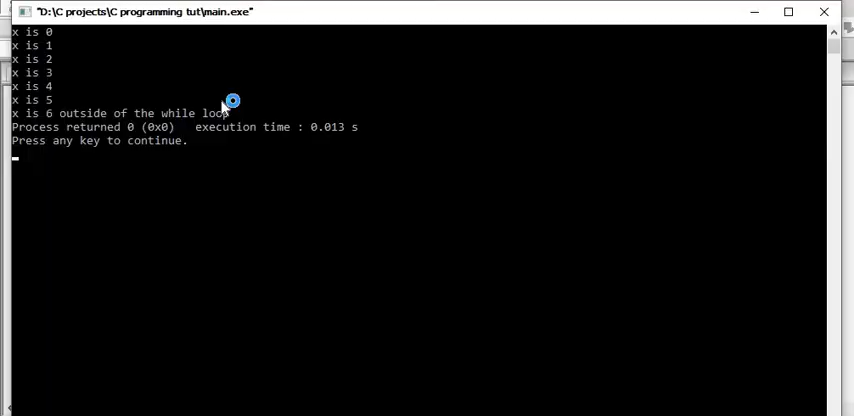 "D:\C projects\C programming tut\main.exe"
x is 0
x is 1
x is 2
x is 3
x is 4
x is 5
x is 6 outside of the while loop
Process returned 0 (0x0)   execution time : 0.013 s
Press any key to continue.